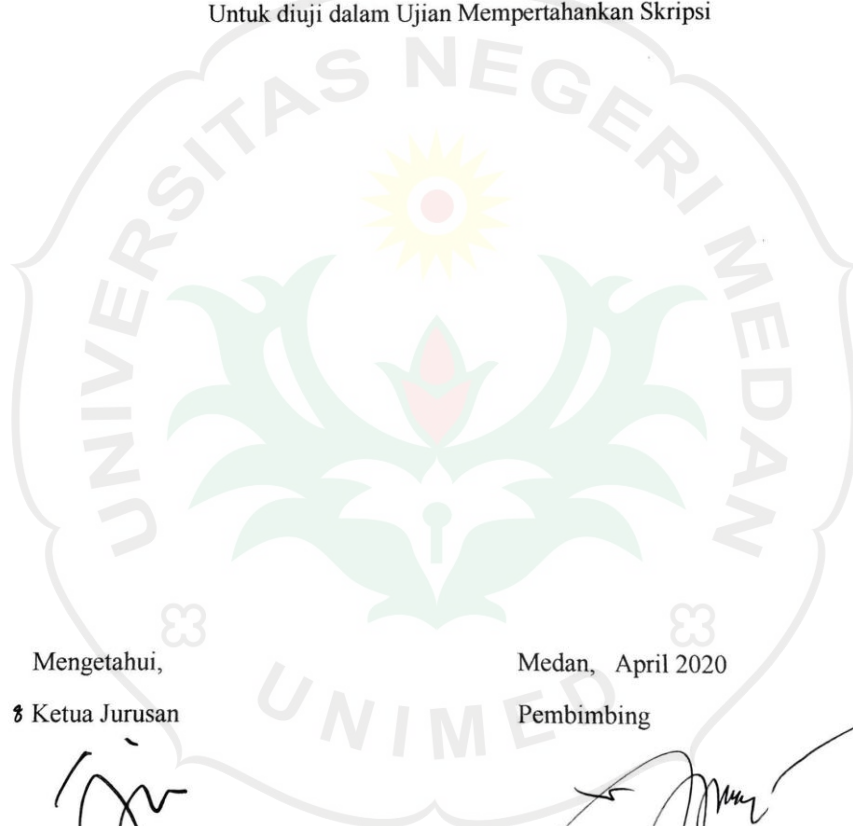 Untuk diuji dalam Ujian Mempertahankan Skripsi
UNIVERSITAS NEGERI MEDAN
Mengetahui,
Medan, April 2020
Ketua Jurusan
Pembimbing
UNIMED